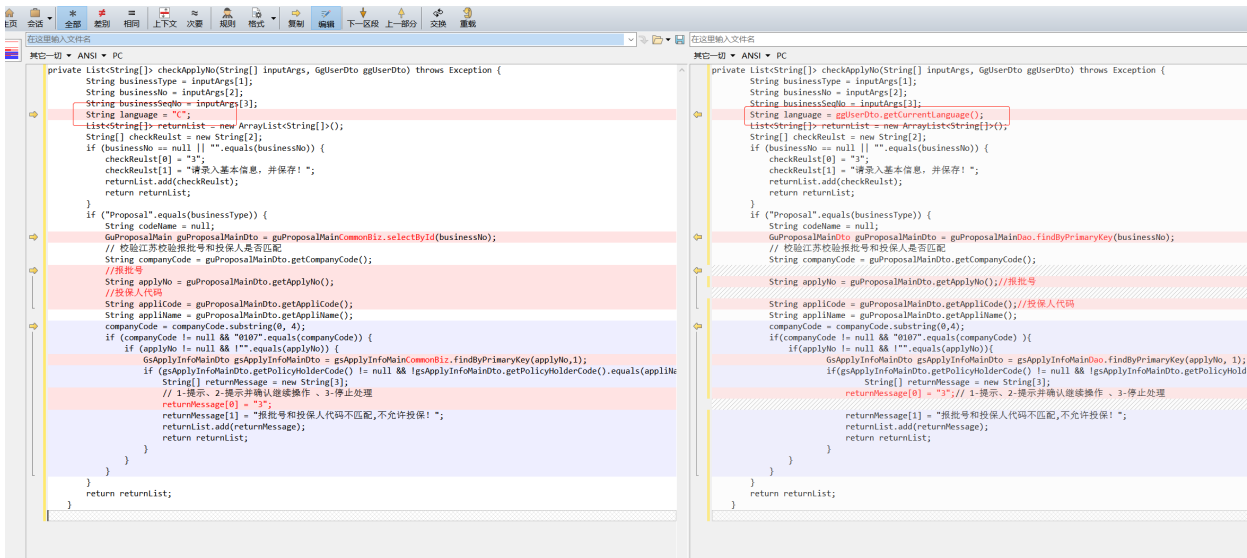 主页 会话 全部 差别 相同 上下文 次要 规则 格式 复制 编辑 下一区段 上一部分 交换 重载
在这里输入文件名
其它一切 ▼ ANSI ▼ PC
private List<String[]> checkApplyNo(String[] inputArgs, GgUserDto ggUserDto) throws Exception {
String businessType = inputArgs[1];
String businessNo = inputArgs[2];
String businessSeqNo = inputArgs[3];
String language = "C";
List<String[]> returnList = new ArrayList<String[]>();
String[] checkReulst = new String[2];
if (businessNo == null || "".equals(businessNo)) {
checkReulst[0] = "3";
checkReulst[1] = "请录入基本信息，并保存！";
returnList.add(checkReulst);
return returnList;
}
if ("Proposal".equals(businessType)) {
String codeName = null;
GuProposalMain guProposalMainDto = guProposalMainCommonBiz.selectById(businessNo);
// 校验江苏校验报批号和投保人是否匹配
String companyCode = guProposalMainDto.getCompanyCode();
//报批号
String applyNo = guProposalMainDto.getApplyNo();
//投保人代码
String appliCode = guProposalMainDto.getAppliCode();
String appliName = guProposalMainDto.getAppliName();
companyCode = companyCode.substring(0, 4);
if (companyCode != null && "0107".equals(companyCode)) {
if (applyNo != null && !"".equals(applyNo)) {
GsApplyInfoMainDto gsApplyInfoMainDto = gsApplyInfoMainCommonBiz.findByPrimaryKey(applyNo,1);
if (gsApplyInfoMainDto.getPolicyHolderCode() != null && !gsApplyInfoMainDto.getPolicyHolderCode().equals(appliNa
String[] returnMessage = new String[3];
// 1-提示、2-提示并确认继续操作 、3-停止处理
returnMessage[0] = "3";
returnMessage[1] = "报批号和投保人代码不匹配,不允许投保！";
returnList.add(returnMessage);
return returnList;
}
}
}
}
return returnList;
}
在这里输入文件名
其它一切 ▼ ANSI ▼ PC
private List<String[]> checkApplyNo(String[] inputArgs, GgUserDto ggUserDto) throws Exception {
String businessType = inputArgs[1];
String businessNo = inputArgs[2];
String businessSeqNo = inputArgs[3];
String language = ggUserDto.getCurrentLanguage();
List<String[]> returnList = new ArrayList<String[]>();
String[] checkReulst = new String[2];
if (businessNo == null || "".equals(businessNo)) {
checkReulst[0] = "3";
checkReulst[1] = "请录入基本信息，并保存！";
returnList.add(checkReulst);
return returnList;
}
if ("Proposal".equals(businessType)) {
String codeName = null;
GuProposalMainDto guProposalMainDto = guProposalMainDao.findByPrimaryKey(businessNo);
// 校验江苏校验报批号和投保人是否匹配
String companyCode = guProposalMainDto.getCompanyCode();
String applyNo = guProposalMainDto.getApplyNo();//报批号
String appliCode = guProposalMainDto.getAppliCode();//投保人代码
String appliName = guProposalMainDto.getAppliName();
companyCode = companyCode.substring(0,4);
if(companyCode != null && "0107".equals(companyCode) ){
if(applyNo != null && !"".equals(applyNo)){
GsApplyInfoMainDto gsApplyInfoMainDto = gsApplyInfoMainDao.findByPrimaryKey(applyNo, 1);
if(gsApplyInfoMainDto.getPolicyHolderCode() != null && !gsApplyInfoMainDto.getPolicyHold
String[] returnMessage = new String[3];
returnMessage[0] = "3";// 1-提示、2-提示并确认继续操作 、3-停止处理
returnMessage[1] = "报批号和投保人代码不匹配,不允许投保！";
returnList.add(returnMessage);
return returnList;
}
}
}
}
return returnList;
}